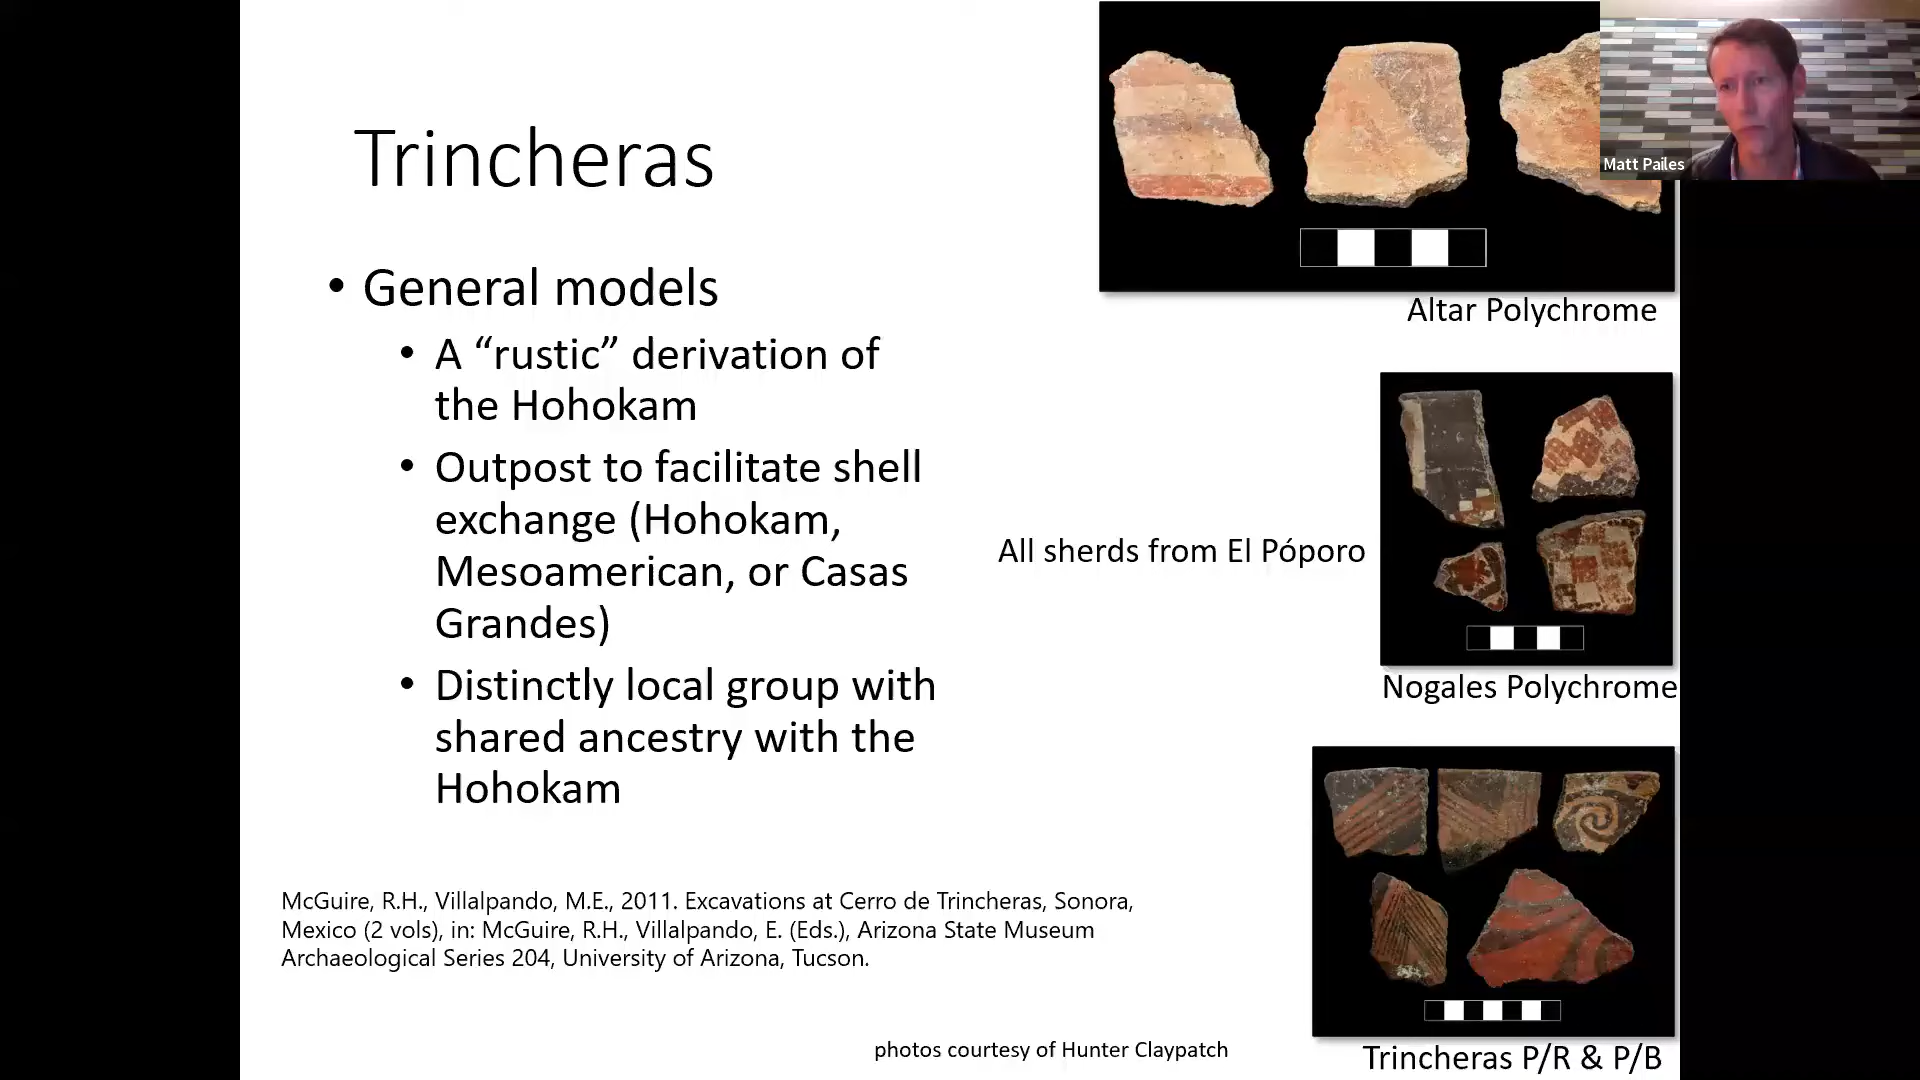 Trincheras
• General models
• A “rustic” derivation of
the Hohokam
• Outpost to facilitate shell
exchange (Hohokam,
Mesoamerican, or Casas
Grandes)
• Distinctly local group with
shared ancestry with the
Hohokam
McGuire, R.H., Villalpando, M.E., 2011. Excavations at Cerro de Trincheras, Sonora,
Mexico (2 vols), in: McGuire, R.H., Villalpando, E. (Eds.), Arizona State Museum
Archaeological Series 204, University of Arizona, Tucson.
photos courtesy of Hunter Claypatch
Matt Pailes
Altar Polychrome
All sherds from El Póporo
Nogales Polychrome
Trincheras P/R & P/B